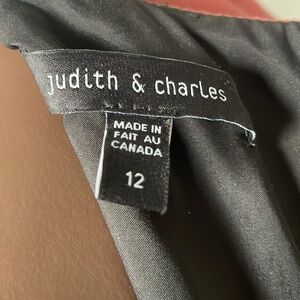 judith & charles
MADE IN
FAIT AU
CANADA
12